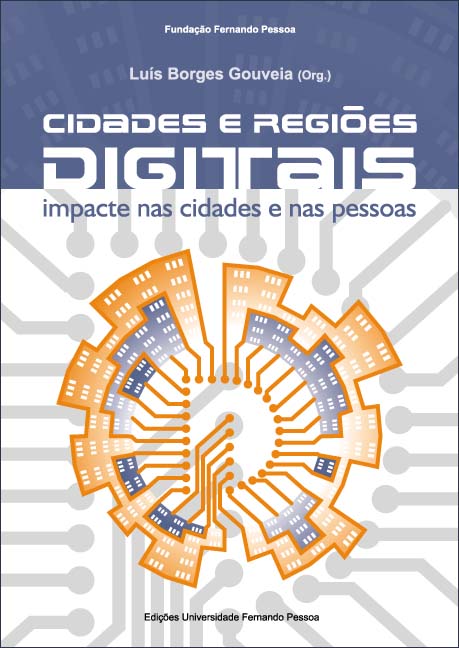 Fundação Fernando Pessoa
Luís Borges Gouveia (Org.)
CIDADES E REGIÕES
DIGITAIS
impacte nas cidades e nas pessoas
Edições Universidade Fernando Pessoa